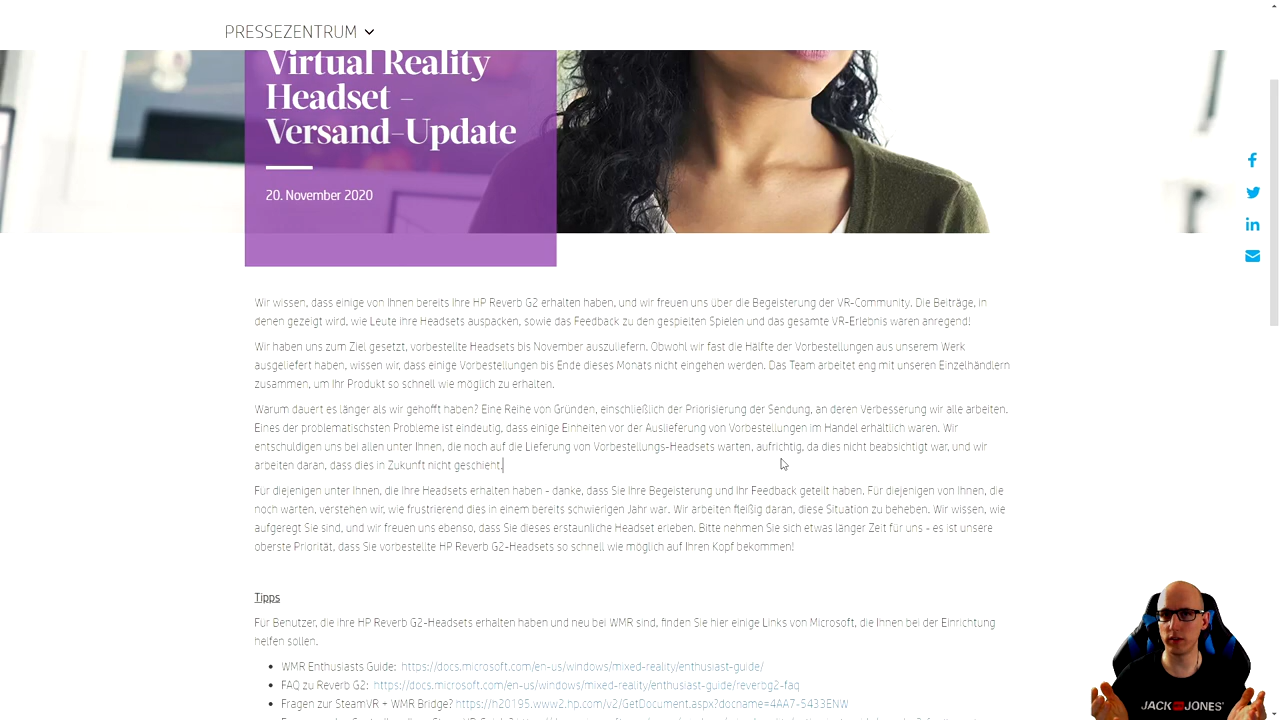 PRESSEZENTRUM
Virtual Reality
Headset –
Versand-Update
20. November 2020
Wir wissen, dass einige von Ihnen bereits Ihre HP Reverb G2 erhalten haben, und wir freuen uns über die Begeisterung der VR-Community. Die Beiträge, in
denen gezeigt wird, wie Leute ihre Headsets auspacken, sowie das Feedback zu den gespielten Spielen und das gesamte VR-Erlebnis waren anregend!
Wir haben uns zum Ziel gesetzt, vorbestellte Headsets bis November auszuliefern. Obwohl wir fast die Hälfte der Vorbestellungen aus unserem Werk
ausgeliefert haben, wissen wir, dass einige Vorbestellungen bis Ende dieses Monats nicht eingehen werden. Das Team arbeitet eng mit unseren Einzelhändlern
zusammen, um Ihr Produkt so schnell wie möglich zu erhalten.
Warum dauert es länger als wir gehofft haben? Eine Reihe von Gründen, einschließlich der Priorisierung der Sendung, an deren Verbesserung wir alle arbeiten.
Eines der problematischsten Probleme ist eindeutig, dass einige Einheiten vor der Auslieferung von Vorbestellungen im Handel erhältlich waren. Wir
entschuldigen uns bei allen unter Ihnen, die noch auf die Lieferung von Vorbestellungs-Headsets warten, aufrichtig, da dies nicht beabsichtigt war, und wir
arbeiten daran, dass dies in Zukunft nicht geschieht.
Für diejenigen unter Ihnen, die Ihre Headsets erhalten haben - danke, dass Sie Ihre Begeisterung und Ihr Feedback geteilt haben. Für diejenigen von Ihnen, die
noch warten, verstehen wir, wie frustrierend dies in einem bereits schwierigen Jahr war. Wir arbeiten fleißig daran, diese Situation zu beheben. Wir wissen, wie
aufgeregt Sie sind, und wir freuen uns ebenso, dass Sie dieses erstaunliche Headset erleben. Bitte nehmen Sie sich etwas länger Zeit für uns - es ist unsere
oberste Priorität, dass Sie vorbestellte HP Reverb G2-Headsets so schnell wie möglich auf Ihren Kopf bekommen!
Tipps
Für Benutzer, die ihre HP Reverb G2-Headsets erhalten haben und neu bei WMR sind, finden Sie hier einige Links von Microsoft, die Ihnen bei der Einrichtung
helfen sollen.
• WMR Enthusiasts Guide: https://docs.microsoft.com/en-us/windows/mixed-reality/enthusiast-guide/
• FAQ zu Reverb G2: https://docs.microsoft.com/en-us/windows/mixed-reality/enthusiast-guide/reverbg2-faq
• Fragen zur SteamVR + WMR Bridge? https://h20195.www2.hp.com/v2/GetDocument.aspx?docname=4AA7-5433ENW
JACK & JONES